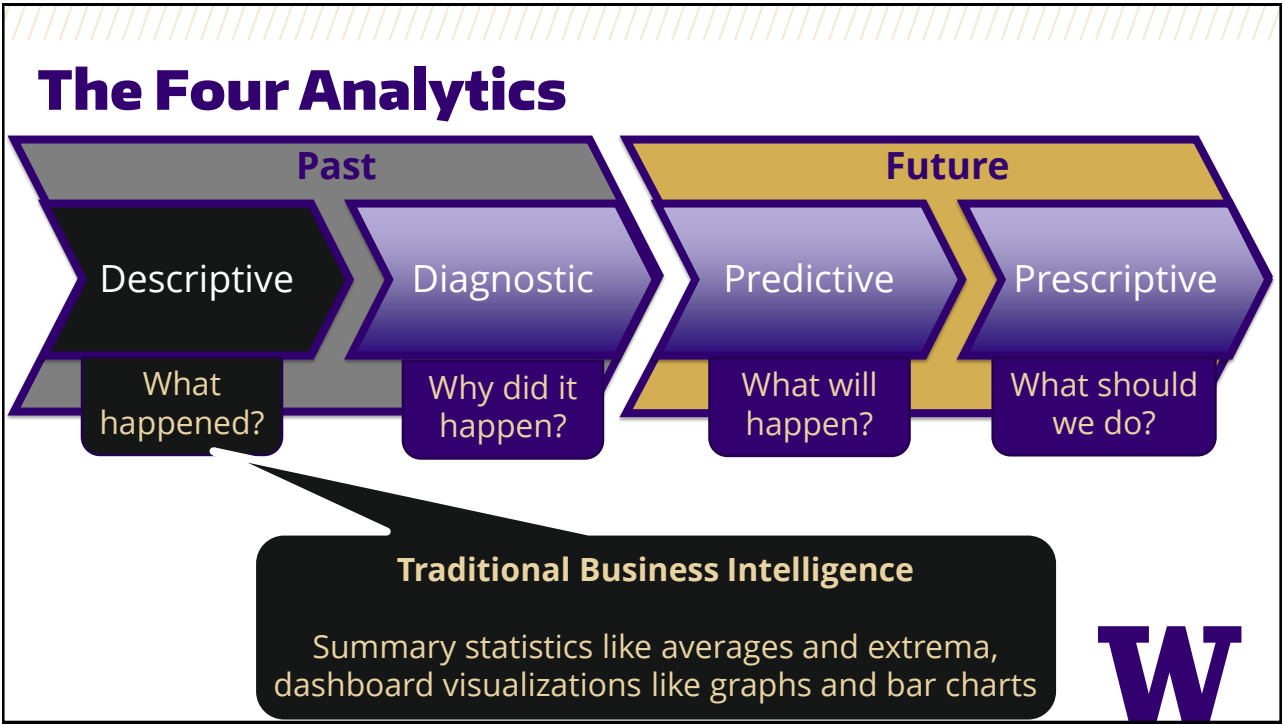 The Four Analytics
Past
Future
Descriptive
Diagnostic
Predictive
Prescriptive
What
happened?
Why did it
happen?
What will
happen?
What should
we do?
Traditional Business Intelligence
Summary statistics like averages and extrema,
dashboard visualizations like graphs and bar charts
W